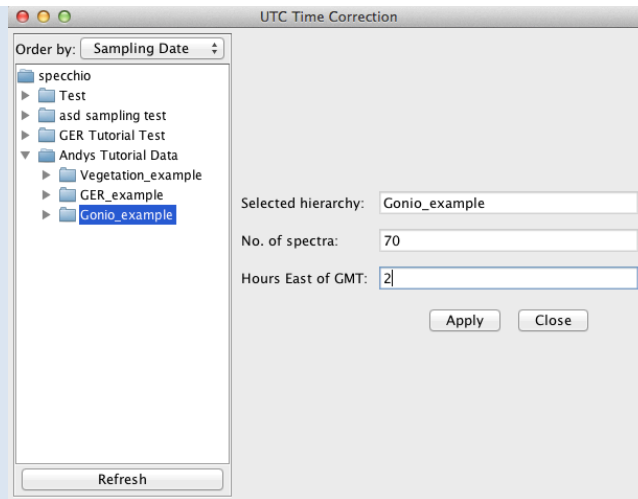 UTC Time Correction
Order by: Sampling Date
specchio
Test
asd sampling test
GER Tutorial Test
Andys Tutorial Data
Vegetation_example
GER_example
Gonio_example
Refresh
Selected hierarchy: Gonio_example
No. of spectra: 70
Hours East of GMT: 2
Apply Close